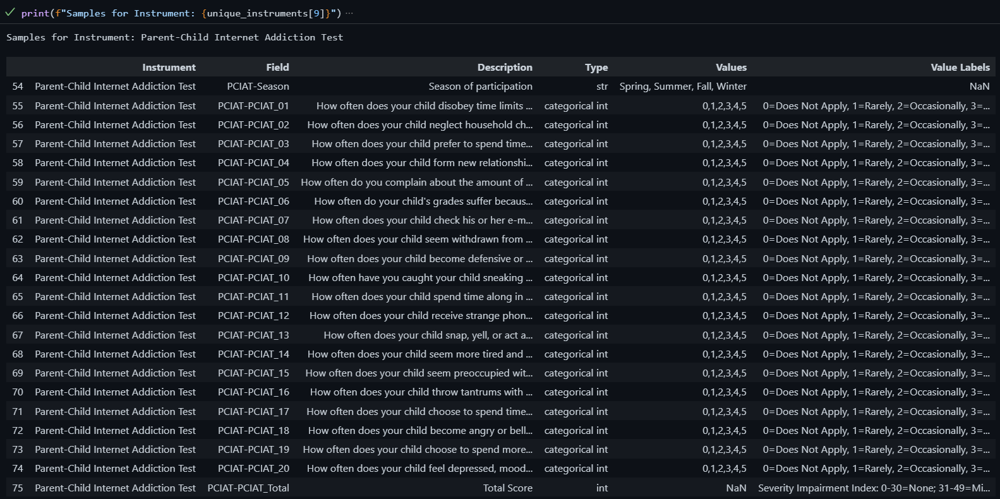 print(f"Samples for Instrument: {unique_instruments[9]}") ...
Samples for Instrument: Parent-Child Internet Addiction Test
Instrument Field Description Type Values Value Labels
54 Parent-Child Internet Addiction Test PCIAT-Season Season of participation str Spring, Summer, Fall, Winter NaN
55 Parent-Child Internet Addiction Test PCIAT-PCIAT_01 How often does your child disobey time limits ... categorical int 0,1,2,3,4,5 0=Does Not Apply, 1=Rarely, 2=Occasionally, 3=...
56 Parent-Child Internet Addiction Test PCIAT-PCIAT_02 How often does your child neglect household ch... categorical int 0,1,2,3,4,5 0=Does Not Apply, 1=Rarely, 2=Occasionally, 3=...
57 Parent-Child Internet Addiction Test PCIAT-PCIAT_03 How often does your child prefer to spend time... categorical int 0,1,2,3,4,5 0=Does Not Apply, 1=Rarely, 2=Occasionally, 3=...
58 Parent-Child Internet Addiction Test PCIAT-PCIAT_04 How often does your child form new relationshi... categorical int 0,1,2,3,4,5 0=Does Not Apply, 1=Rarely, 2=Occasionally, 3=...
59 Parent-Child Internet Addiction Test PCIAT-PCIAT_05 How often do you complain about the amount of ... categorical int 0,1,2,3,4,5 0=Does Not Apply, 1=Rarely, 2=Occasionally, 3=...
60 Parent-Child Internet Addiction Test PCIAT-PCIAT_06 How often do your child's grades suffer becaus... categorical int 0,1,2,3,4,5 0=Does Not Apply, 1=Rarely, 2=Occasionally, 3=...
61 Parent-Child Internet Addiction Test PCIAT-PCIAT_07 How often does your child check his or her e-m... categorical int 0,1,2,3,4,5 0=Does Not Apply, 1=Rarely, 2=Occasionally, 3=...
62 Parent-Child Internet Addiction Test PCIAT-PCIAT_08 How often does your child seem withdrawn from ... categorical int 0,1,2,3,4,5 0=Does Not Apply, 1=Rarely, 2=Occasionally, 3=...
63 Parent-Child Internet Addiction Test PCIAT-PCIAT_09 How often does your child become defensive or ... categorical int 0,1,2,3,4,5 0=Does Not Apply, 1=Rarely, 2=Occasionally, 3=...
64 Parent-Child Internet Addiction Test PCIAT-PCIAT_10 How often have you caught your child sneaking ... categorical int 0,1,2,3,4,5 0=Does Not Apply, 1=Rarely, 2=Occasionally, 3=...
65 Parent-Child Internet Addiction Test PCIAT-PCIAT_11 How often does your child spend time along in ... categorical int 0,1,2,3,4,5 0=Does Not Apply, 1=Rarely, 2=Occasionally, 3=...
66 Parent-Child Internet Addiction Test PCIAT-PCIAT_12 How often does your child receive strange phon... categorical int 0,1,2,3,4,5 0=Does Not Apply, 1=Rarely, 2=Occasionally, 3=...
67 Parent-Child Internet Addiction Test PCIAT-PCIAT_13 How often does your child snap, yell, or act a... categorical int 0,1,2,3,4,5 0=Does Not Apply, 1=Rarely, 2=Occasionally, 3=...
68 Parent-Child Internet Addiction Test PCIAT-PCIAT_14 How often does your child seem more tired and ... categorical int 0,1,2,3,4,5 0=Does Not Apply, 1=Rarely, 2=Occasionally, 3=...
69 Parent-Child Internet Addiction Test PCIAT-PCIAT_15 How often does your child seem preoccupied wit... categorical int 0,1,2,3,4,5 0=Does Not Apply, 1=Rarely, 2=Occasionally, 3=...
70 Parent-Child Internet Addiction Test PCIAT-PCIAT_16 How often does your child throw tantrums with ... categorical int 0,1,2,3,4,5 0=Does Not Apply, 1=Rarely, 2=Occasionally, 3=...
71 Parent-Child Internet Addiction Test PCIAT-PCIAT_17 How often does your child choose to spend time... categorical int 0,1,2,3,4,5 0=Does Not Apply, 1=Rarely, 2=Occasionally, 3=...
72 Parent-Child Internet Addiction Test PCIAT-PCIAT_18 How often does your child become angry or bell... categorical int 0,1,2,3,4,5 0=Does Not Apply, 1=Rarely, 2=Occasionally, 3=...
73 Parent-Child Internet Addiction Test PCIAT-PCIAT_19 How often does your child choose to spend more... categorical int 0,1,2,3,4,5 0=Does Not Apply, 1=Rarely, 2=Occasionally, 3=...
74 Parent-Child Internet Addiction Test PCIAT-PCIAT_20 How often does your child feel depressed, mood... categorical int 0,1,2,3,4,5 0=Does Not Apply, 1=Rarely, 2=Occasionally, 3=...
75 Parent-Child Internet Addiction Test PCIAT-PCIAT_Total Total Score int NaN Severity Impairment Index: 0-30=None; 31-49=Mi...